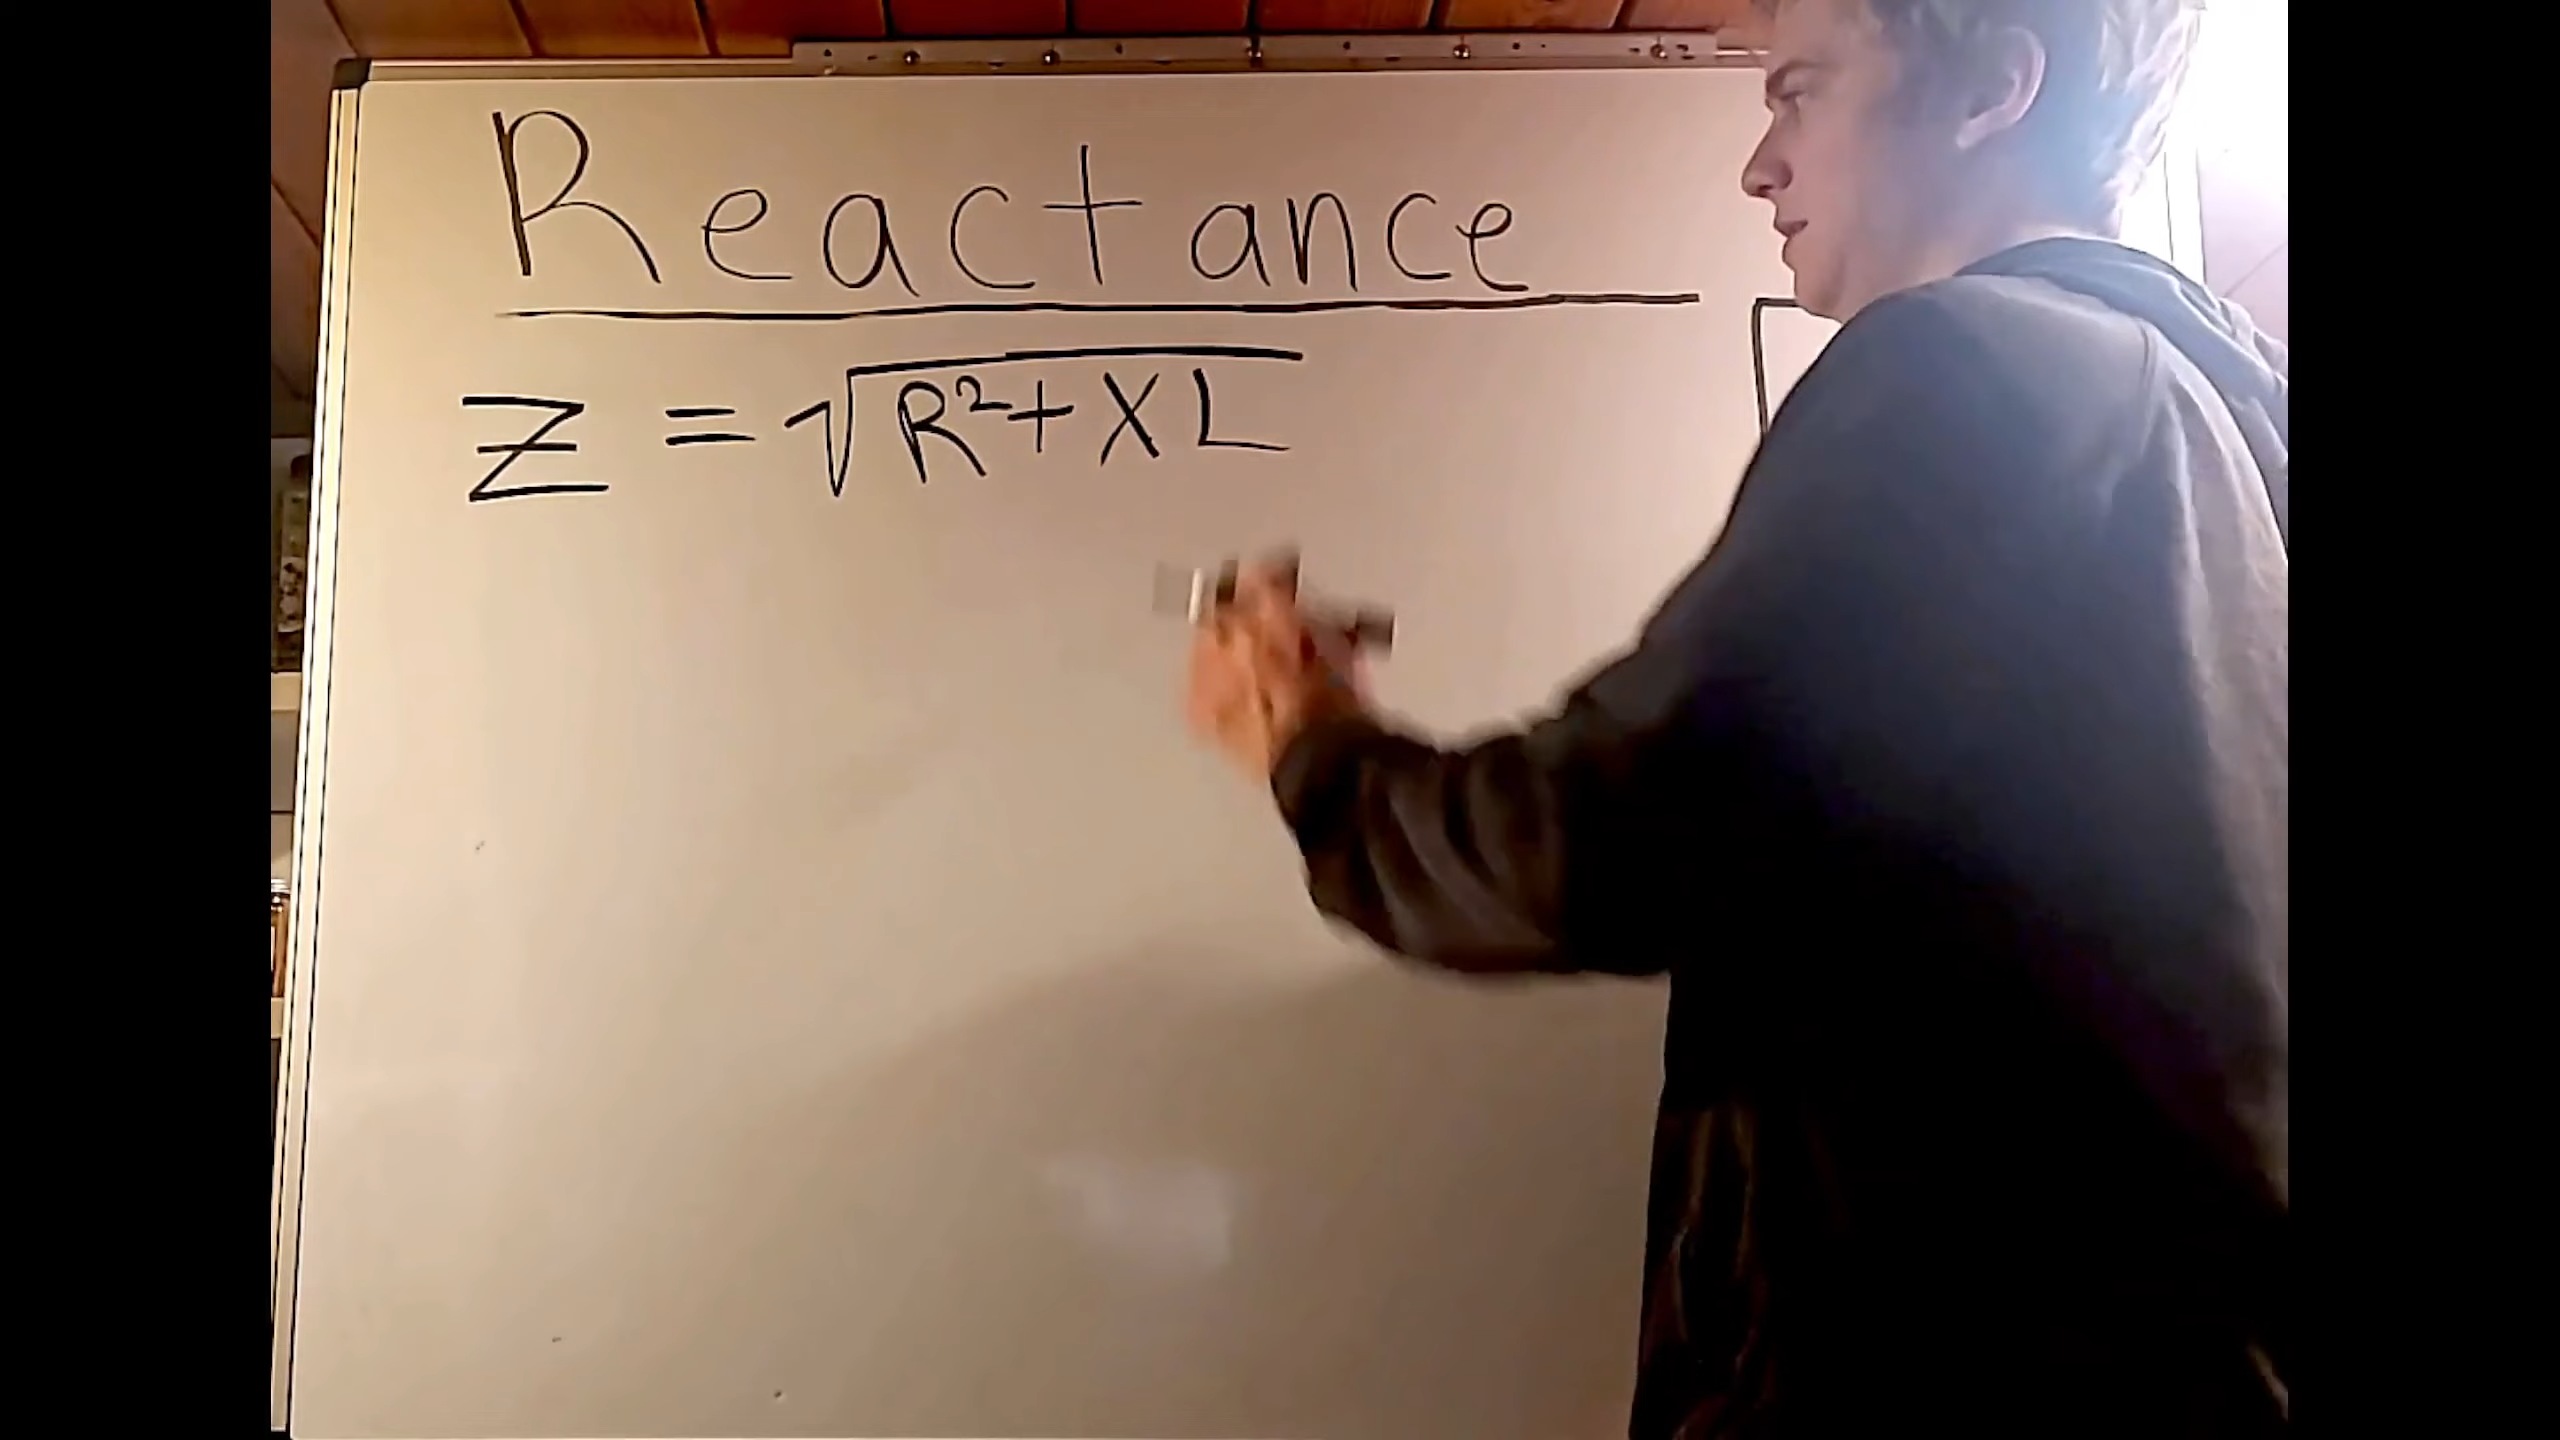 Reactance
Z = √R²+XL